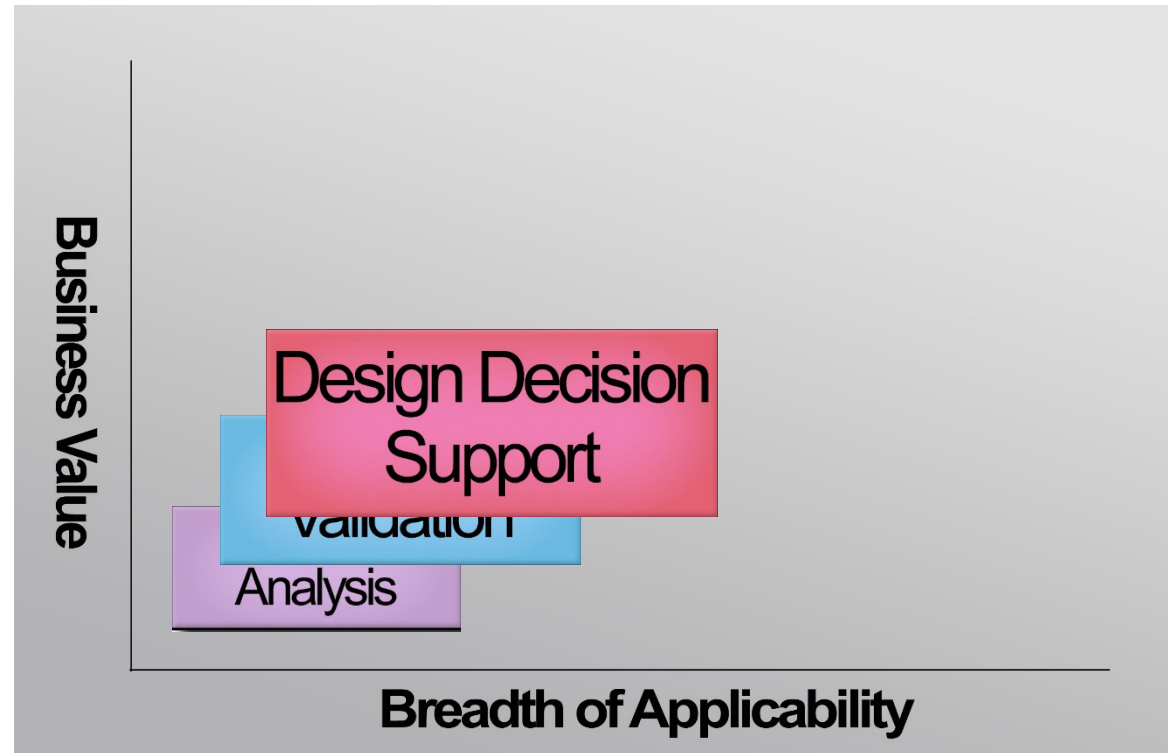 Business Value
Design Decision
Support
Validation
Analysis
Breadth of Applicability